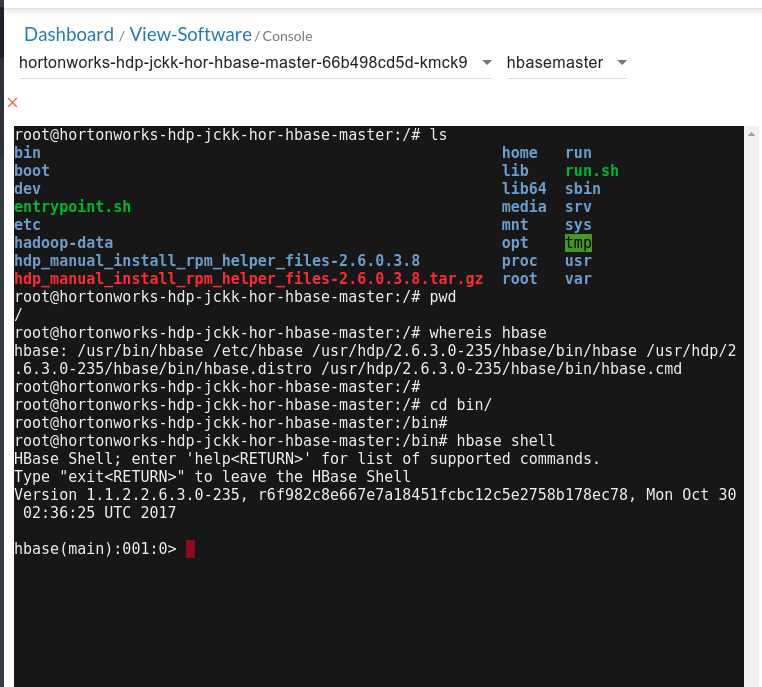 Dashboard / View-Software / Console
hortonworks-hdp-jckk-hor-hbase-master-66b498cd5d-kmck9 hbasemaster
root@hortonworks-hdp-jckk-hor-hbase-master:/# ls
bin home run
boot lib run.sh
dev lib64 sbin
entrypoint.sh media srv
etc mnt sys
hadoop-data opt tmp
hdp_manual_install_rpm_helper_files-2.6.0.3.8 proc usr
hdp_manual_install_rpm_helper_files-2.6.0.3.8.tar.gz root var
root@hortonworks-hdp-jckk-hor-hbase-master:/# pwd
/
root@hortonworks-hdp-jckk-hor-hbase-master:/# whereis hbase
hbase: /usr/bin/hbase /etc/hbase /usr/hdp/2.6.3.0-235/hbase/bin/hbase /usr/hdp/2
.6.3.0-235/hbase/bin/hbase.distro /usr/hdp/2.6.3.0-235/hbase/bin/hbase.cmd
root@hortonworks-hdp-jckk-hor-hbase-master:/#
root@hortonworks-hdp-jckk-hor-hbase-master:/# cd bin/
root@hortonworks-hdp-jckk-hor-hbase-master:/bin#
root@hortonworks-hdp-jckk-hor-hbase-master:/bin# hbase shell
HBase Shell; enter 'help<RETURN>' for list of supported commands.
Type "exit<RETURN>" to leave the HBase Shell
Version 1.1.2.2.6.3.0-235, r6f982c8e667e7a18451fcbc12c5e2758b178ec78, Mon Oct 30
 02:36:25 UTC 2017
hbase(main):001:0>